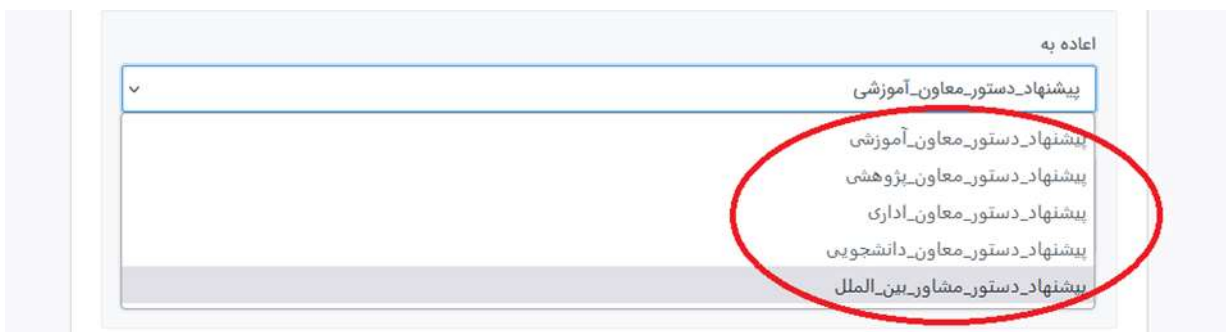 اعاده به
پیشنهاد_دستور_معاون_آموزشی
پیشنهاد_دستور_معاون_آموزشی
پیشنهاد_دستور_معاون_پژوهشی
پیشنهاد_دستور_معاون_اداری
پیشنهاد_دستور_معاون_دانشجویی
پیشنهاد_دستور_مشاور_بین_الملل